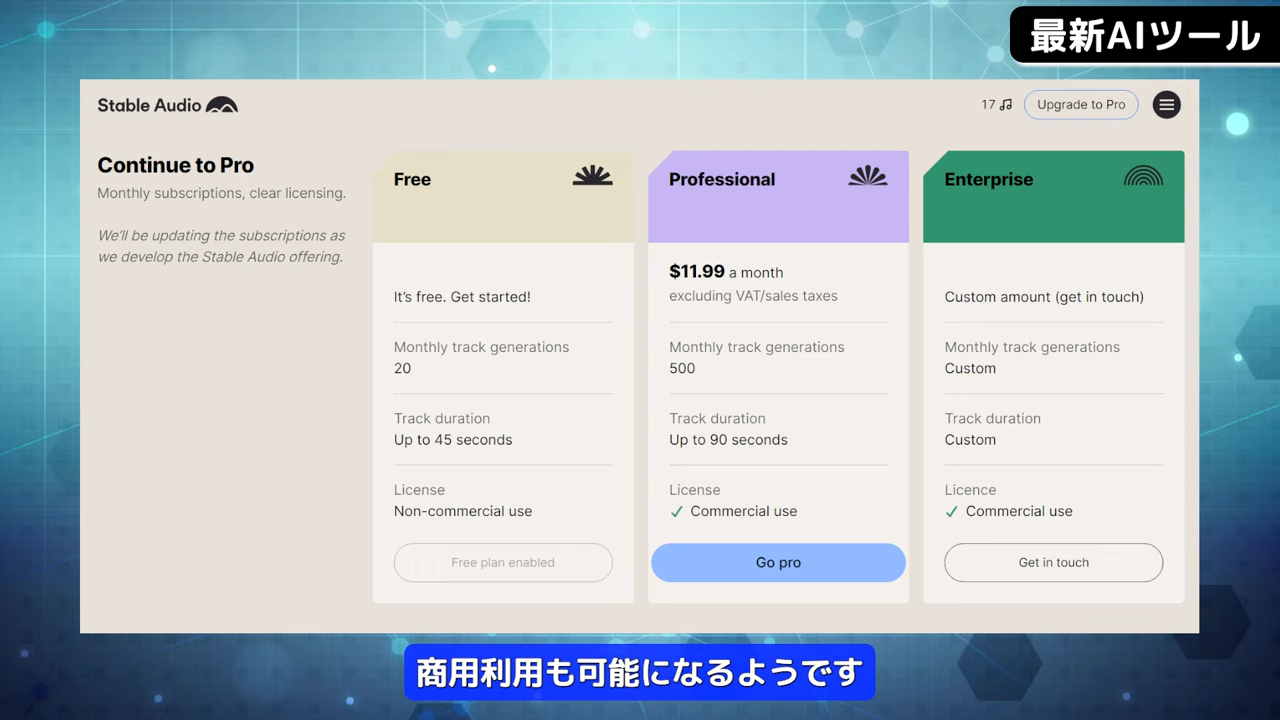 最新AIツール
Stable Audio
17
Upgrade to Pro
Continue to Pro
Monthly subscriptions, clear licensing.
We'll be updating the subscriptions as
we develop the Stable Audio offering.
Free
It's free. Get started!
Monthly track generations
20
Track duration
Up to 45 seconds
License
Non-commercial use
Free plan enabled
Professional
$11.99 a month
excluding VAT/sales taxes
Monthly track generations
500
Track duration
Up to 90 seconds
License
✓ Commercial use
Go pro
Enterprise
Custom amount (get in touch)
Monthly track generations
Custom
Track duration
Custom
Licence
✓ Commercial use
Get in touch
商用利用も可能になるようです